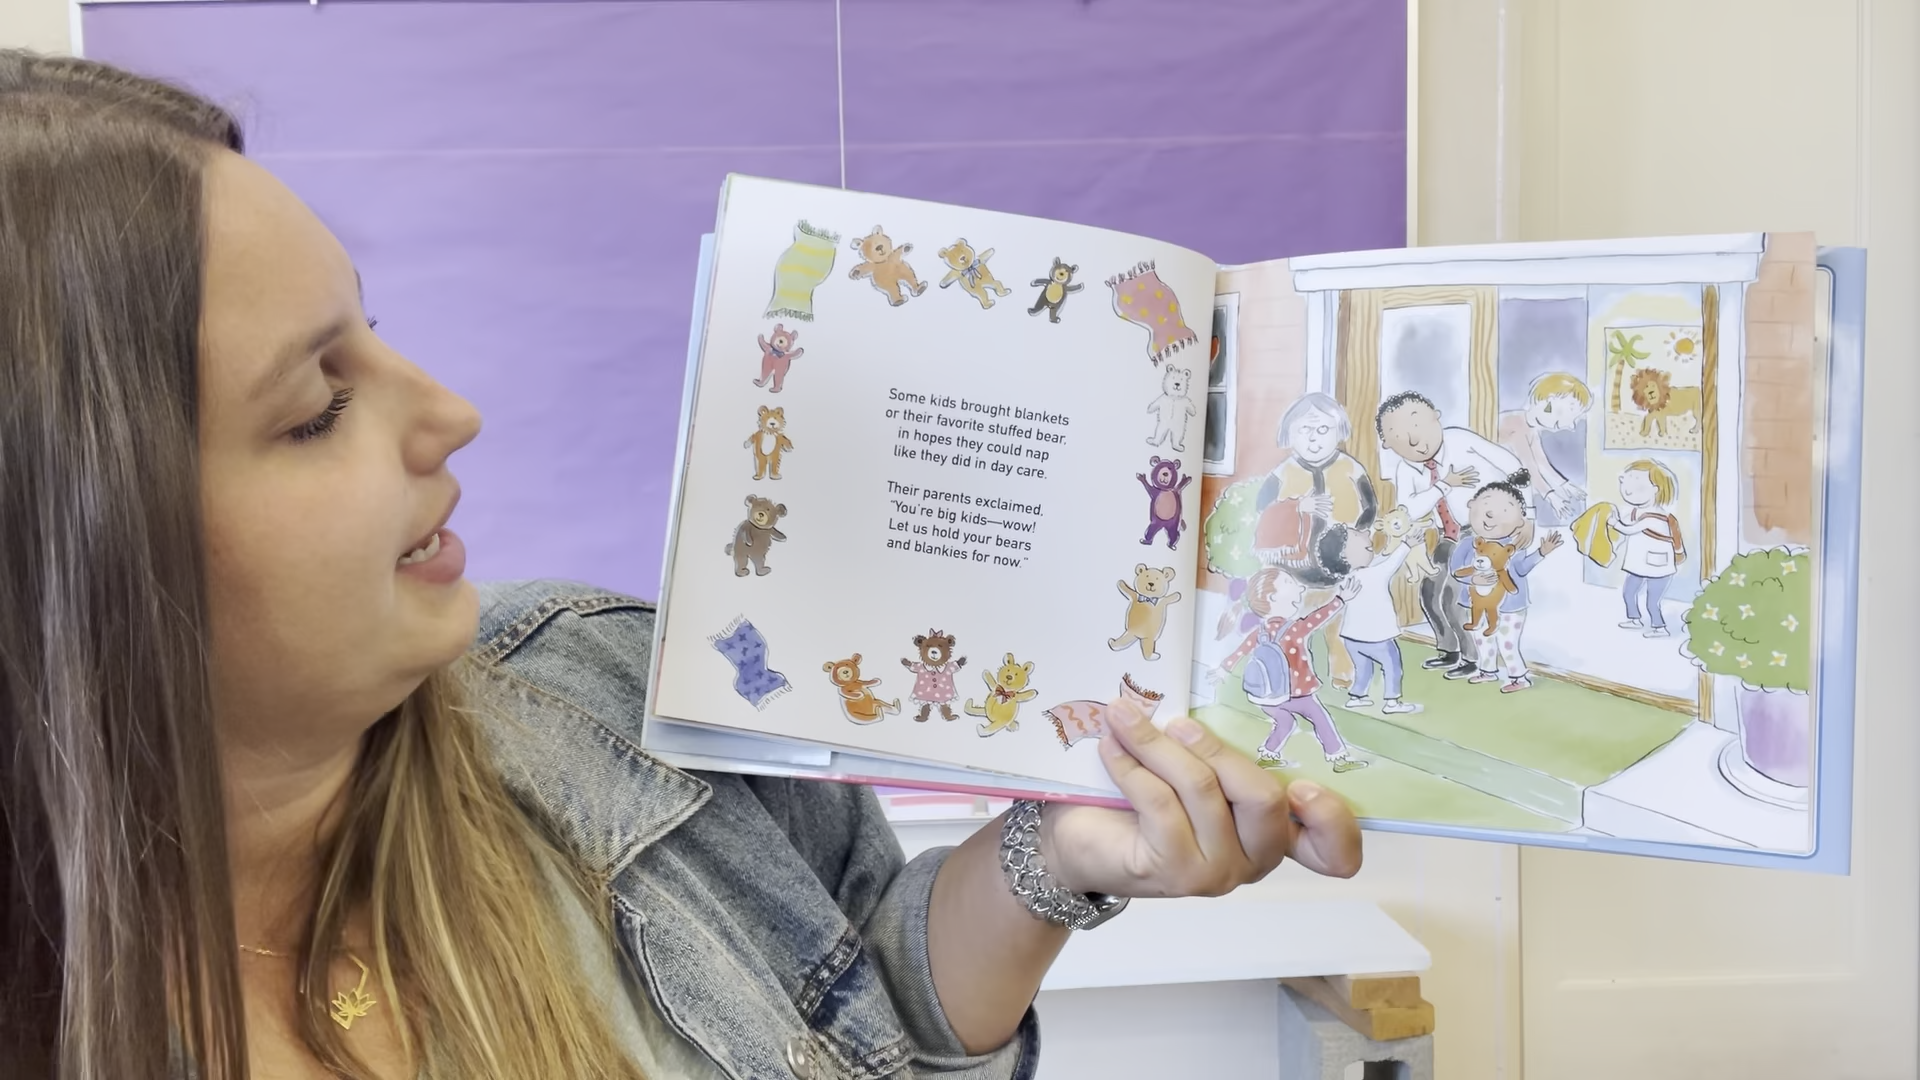 Some kids brought blankets
or their favorite stuffed bear,
in hopes they could nap
like they did in day care.
Their parents exclaimed,
"You're big kids—wow!
Let us hold your bears
and blankies for now."